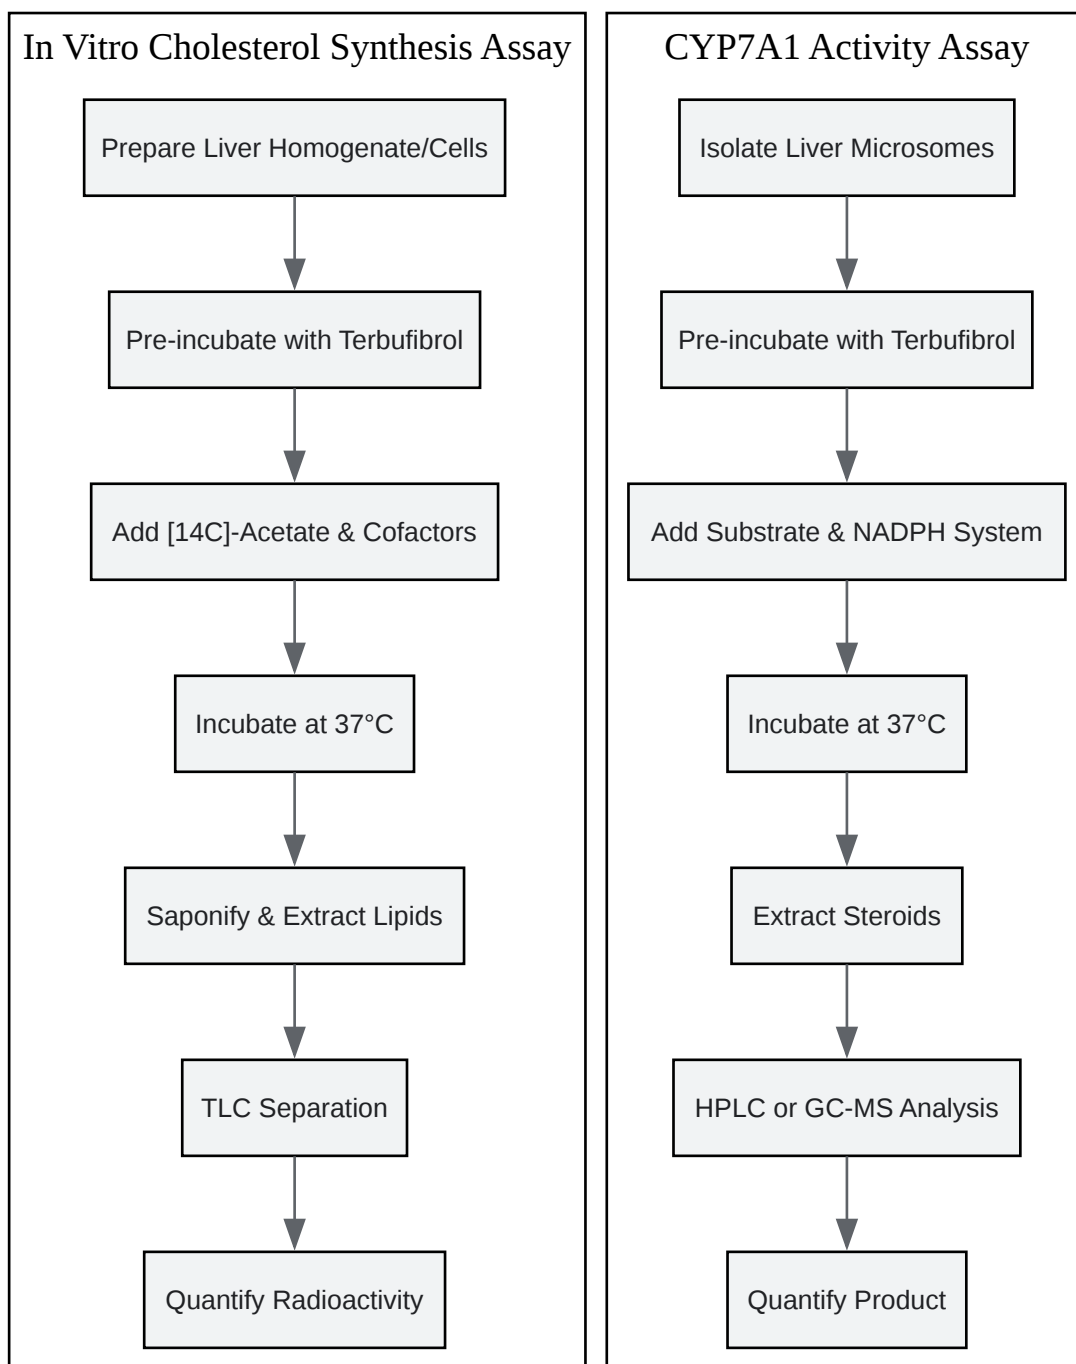 In Vitro Cholesterol Synthesis Assay
Prepare Liver Homogenate/Cells
Pre-incubate with Terbufibrol
Add [14C]-Acetate & Cofactors
Incubate at 37°C
Saponify & Extract Lipids
TLC Separation
Quantify Radioactivity
CYP7A1 Activity Assay
Isolate Liver Microsomes
Pre-incubate with Terbufibrol
Add Substrate & NADPH System
Incubate at 37°C
Extract Steroids
HPLC or GC-MS Analysis
Quantify Product